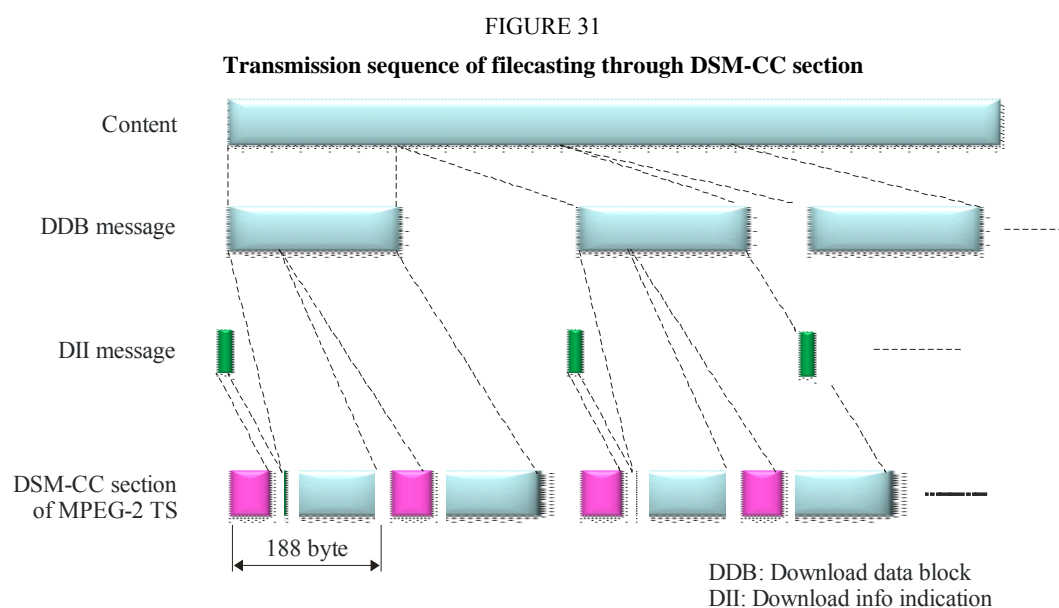 FIGURE 31
Transmission sequence of filecasting through DSM-CC section
Content
DDB message
DII message
DSM-CC section
of MPEG-2 TS
188 byte
DDB: Download data block
DII: Download info indication